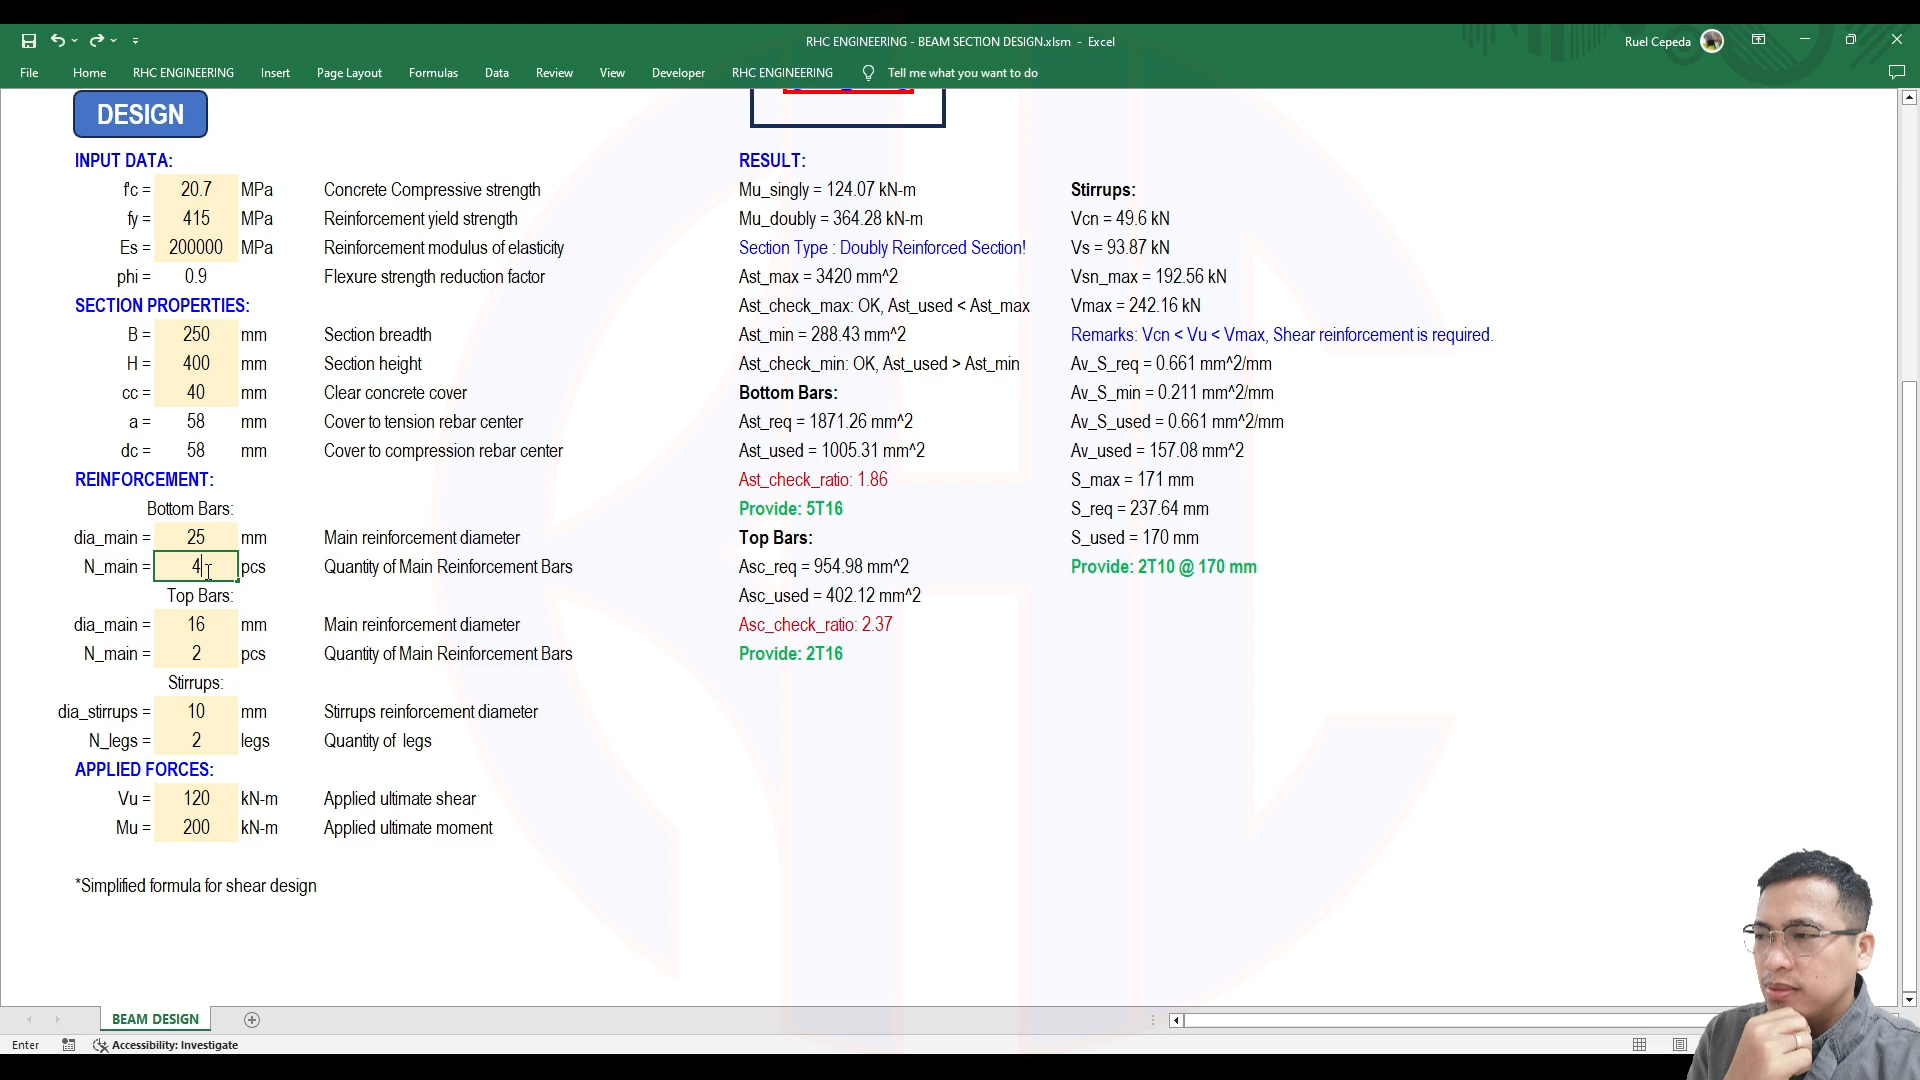 RHC ENGINEERING - BEAM SECTION DESIGN.xlsm - Excel
Ruel Cepeda
File Home RHC ENGINEERING Insert Page Layout Formulas Data Review View Developer RHC ENGINEERING Tell me what you want to do
DESIGN
INPUT DATA:
f'c = 20.7 MPa Concrete Compressive strength
fy = 415 MPa Reinforcement yield strength
Es = 200000 MPa Reinforcement modulus of elasticity
phi = 0.9 Flexure strength reduction factor
SECTION PROPERTIES:
B = 250 mm Section breadth
H = 400 mm Section height
cc = 40 mm Clear concrete cover
a = 58 mm Cover to tension rebar center
dc = 58 mm Cover to compression rebar center
REINFORCEMENT:
Bottom Bars:
dia_main = 25 mm Main reinforcement diameter
N_main = 4 pcs Quantity of Main Reinforcement Bars
Top Bars:
dia_main = 16 mm Main reinforcement diameter
N_main = 2 pcs Quantity of Main Reinforcement Bars
Stirrups:
dia_stirrups = 10 mm Stirrups reinforcement diameter
N_legs = 2 legs Quantity of legs
APPLIED FORCES:
Vu = 120 kN-m Applied ultimate shear
Mu = 200 kN-m Applied ultimate moment
*Simplified formula for shear design
RESULT:
Mu_singly = 124.07 kN-m
Mu_doubly = 364.28 kN-m
Section Type : Doubly Reinforced Section!
Ast_max = 3420 mm^2
Ast_check_max: OK, Ast_used < Ast_max
Ast_min = 288.43 mm^2
Ast_check_min: OK, Ast_used > Ast_min
Bottom Bars:
Ast_req = 1871.26 mm^2
Ast_used = 1005.31 mm^2
Ast_check_ratio: 1.86
Provide: 5T16
Top Bars:
Asc_req = 954.98 mm^2
Asc_used = 402.12 mm^2
Asc_check_ratio: 2.37
Provide: 2T16
Stirrups:
Vcn = 49.6 kN
Vs = 93.87 kN
Vsn_max = 192.56 kN
Vmax = 242.16 kN
Remarks: Vcn < Vu < Vmax, Shear reinforcement is required.
Av_S_req = 0.661 mm^2/mm
Av_S_min = 0.211 mm^2/mm
Av_S_used = 0.661 mm^2/mm
Av_used = 157.08 mm^2
S_max = 171 mm
S_req = 237.64 mm
S_used = 170 mm
Provide: 2T10 @ 170 mm
BEAM DESIGN
Enter Accessibility: Investigate